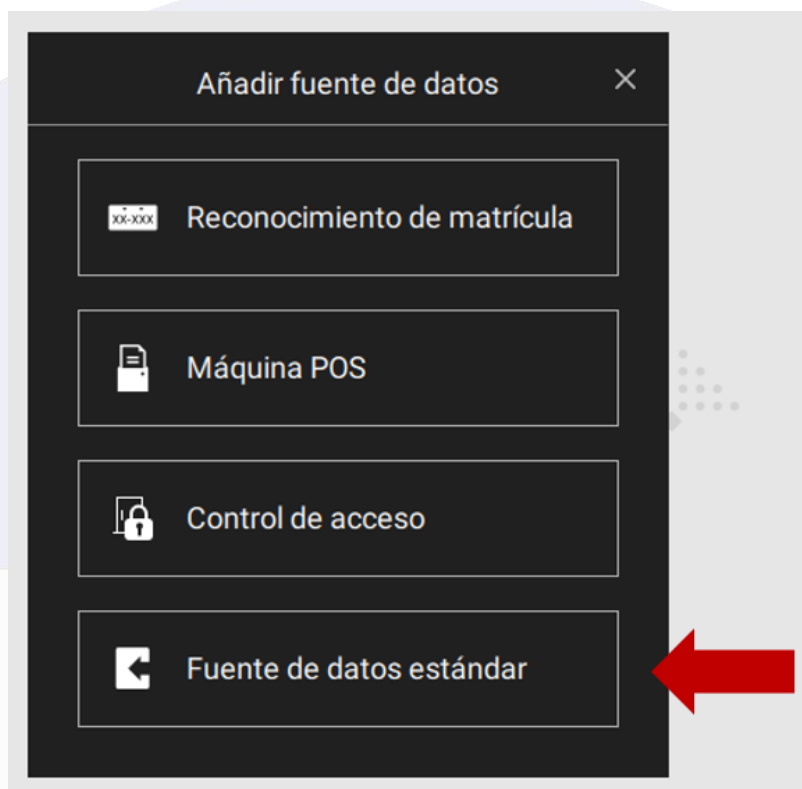 Añadir fuente de datos
XX-XXX
Reconocimiento de matrícula
Máquina POS
Control de acceso
Fuente de datos estándar